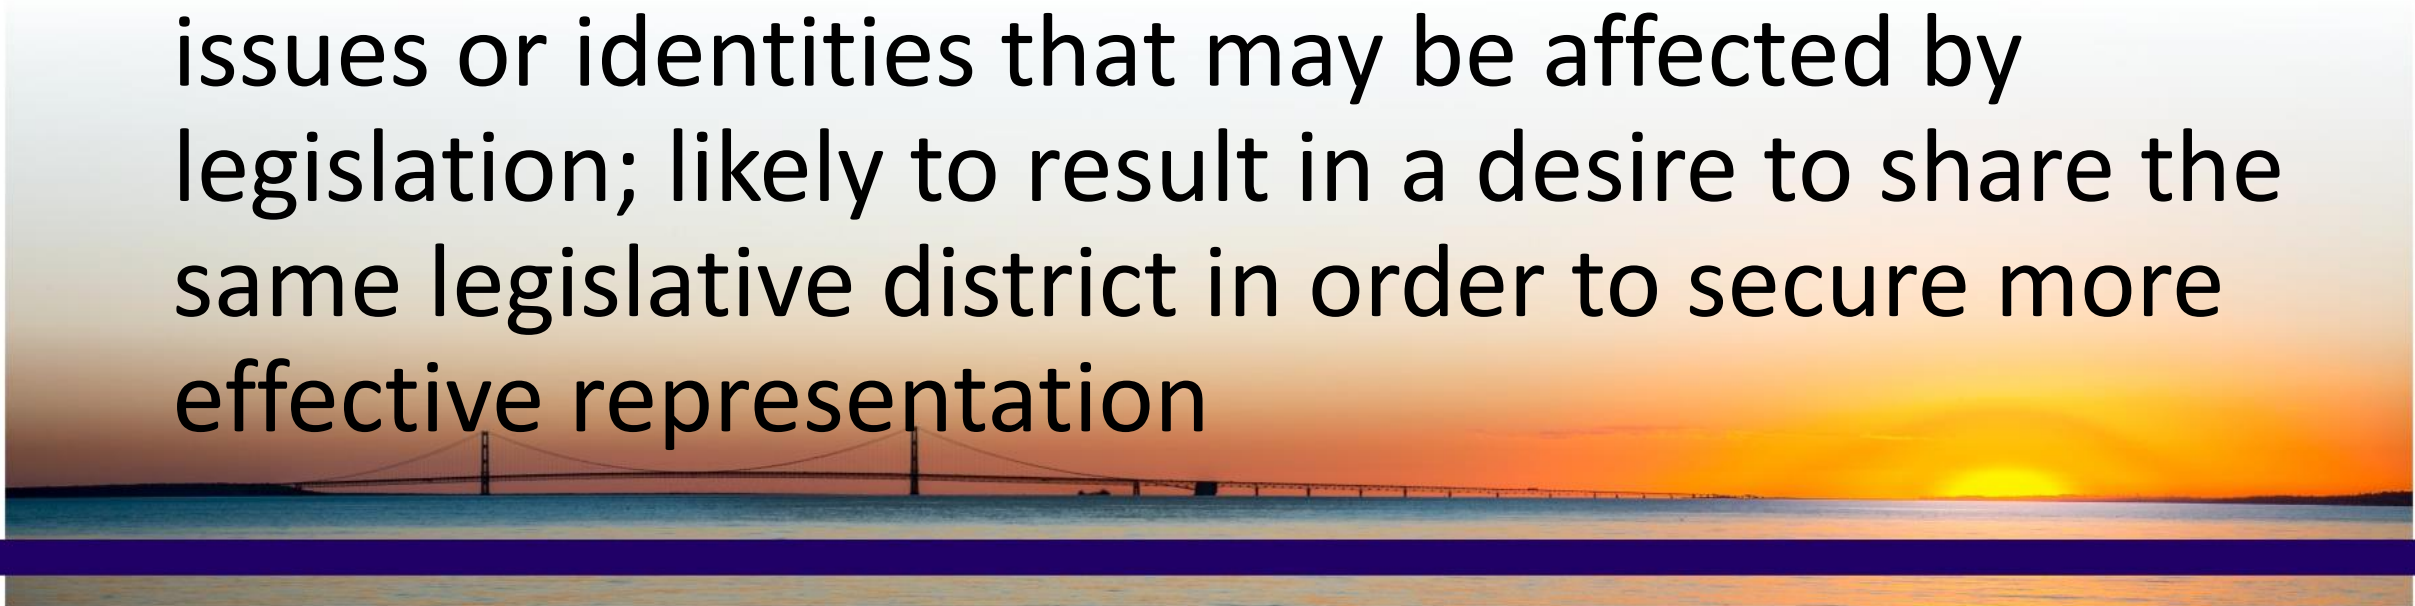 issues or identities that may be affected by
legislation; likely to result in a desire to share the
same legislative district in order to secure more
effective representation